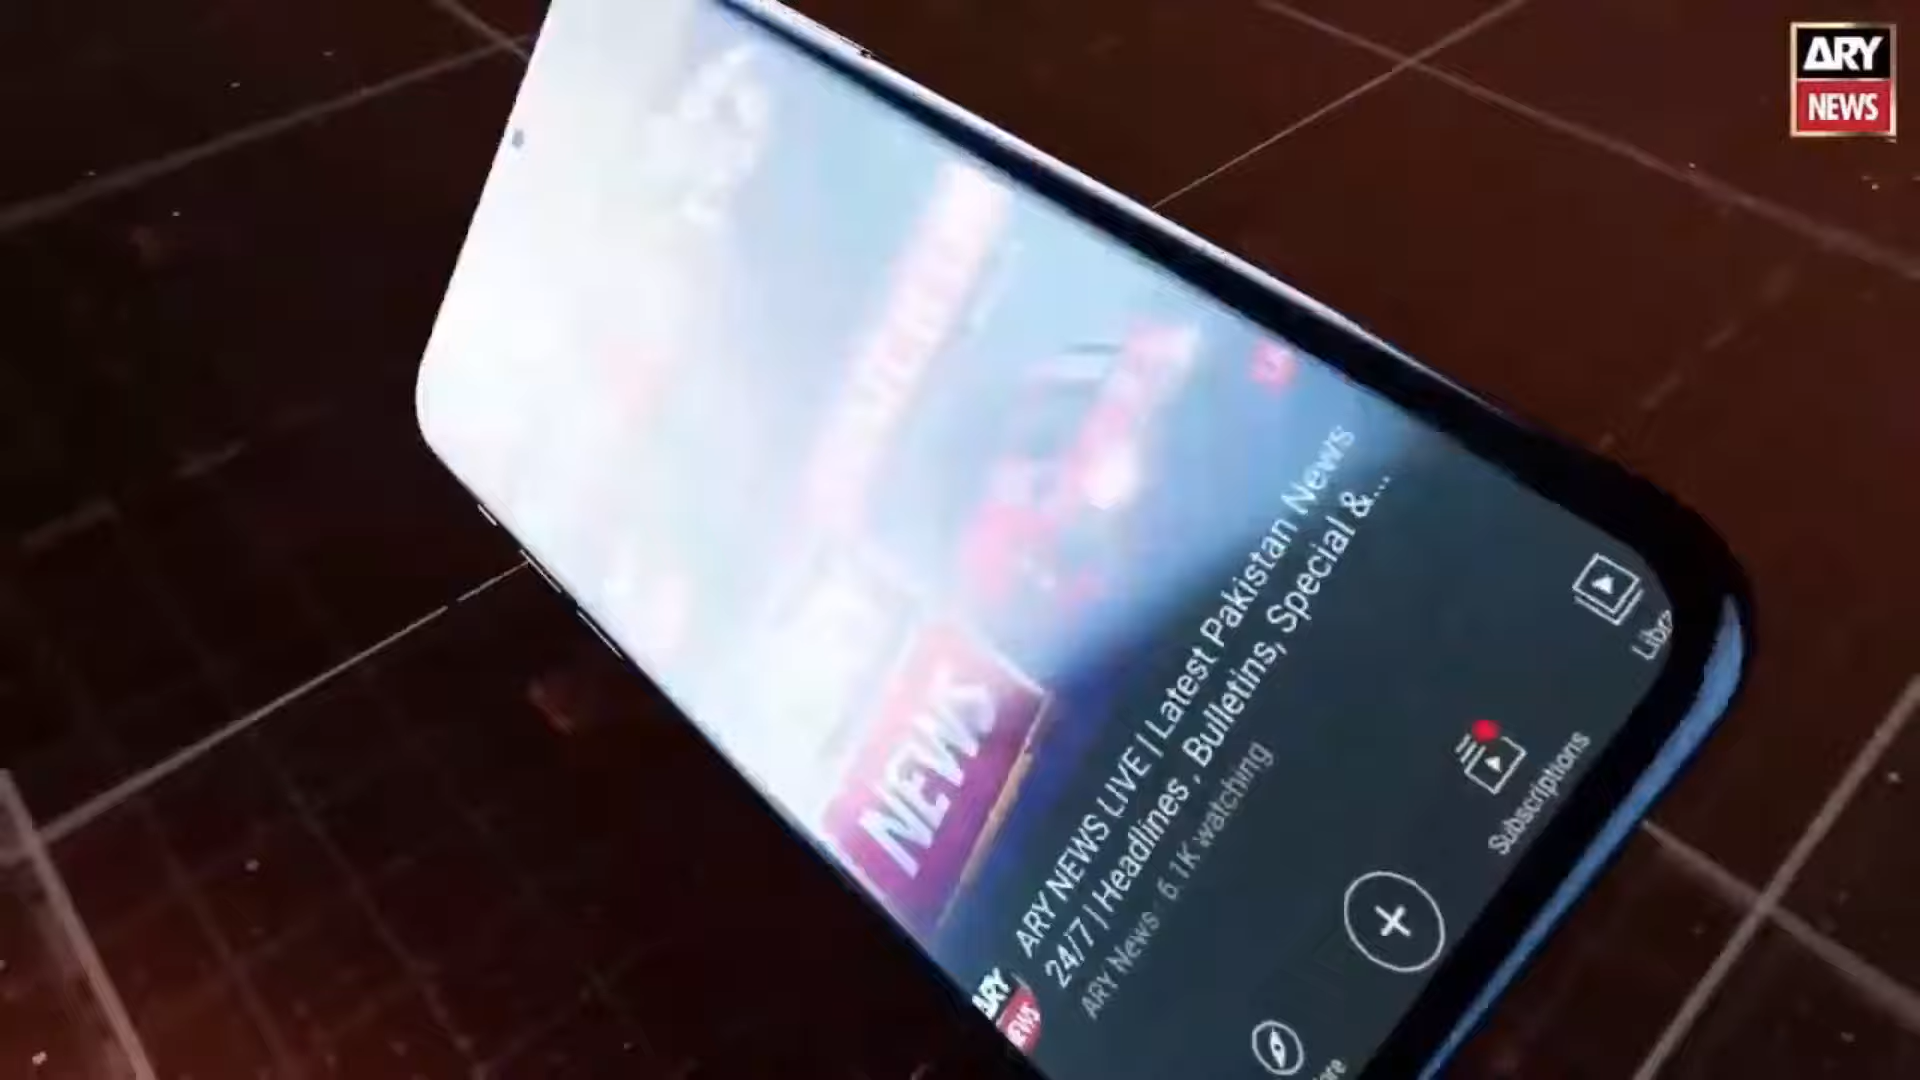 ARY
NEWS
NEWS
ARY NEWS LIVE | Latest Pakistan News
24/7 | Headlines , Bulletins, Special &...
ARY News · 6.1K watching
ARY
NEWS
Subscriptions